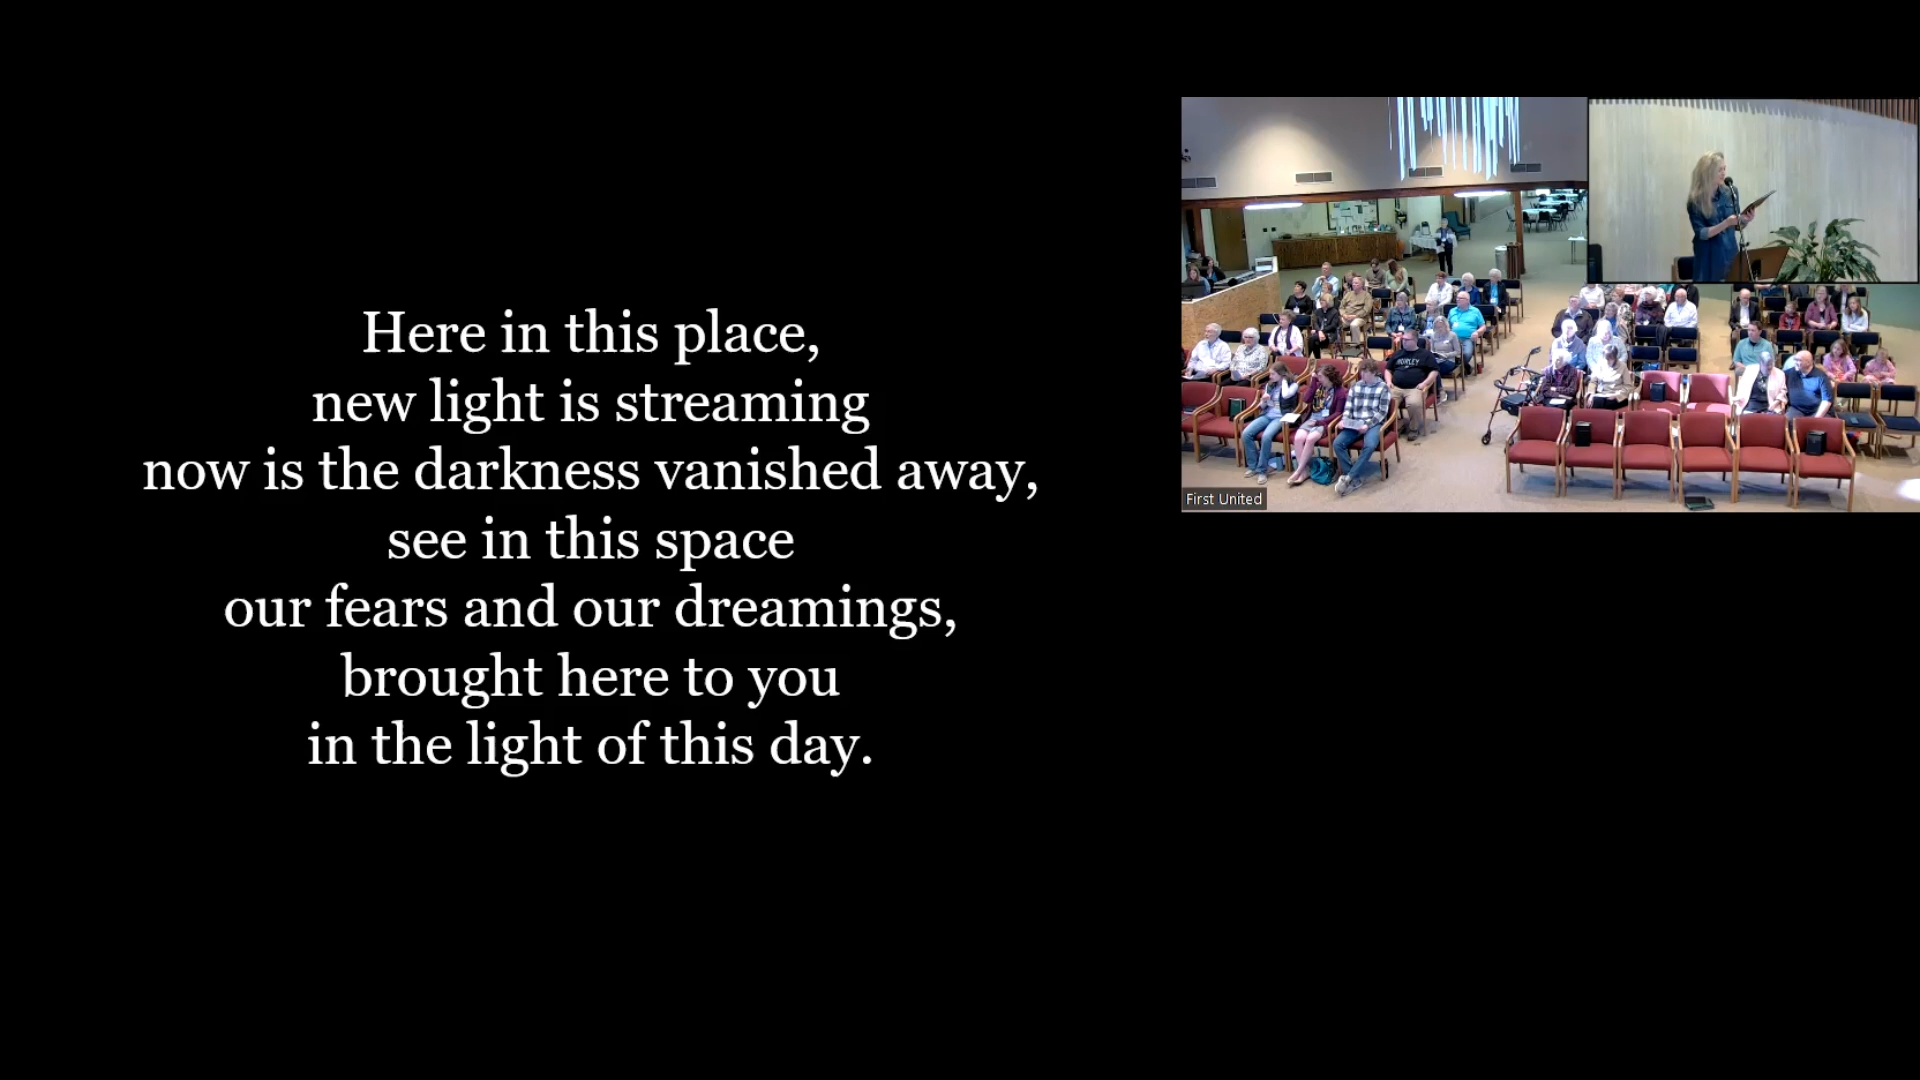 Here in this place,
new light is streaming
now is the darkness vanished away,
see in this space
our fears and our dreamings,
brought here to you
in the light of this day.
First United